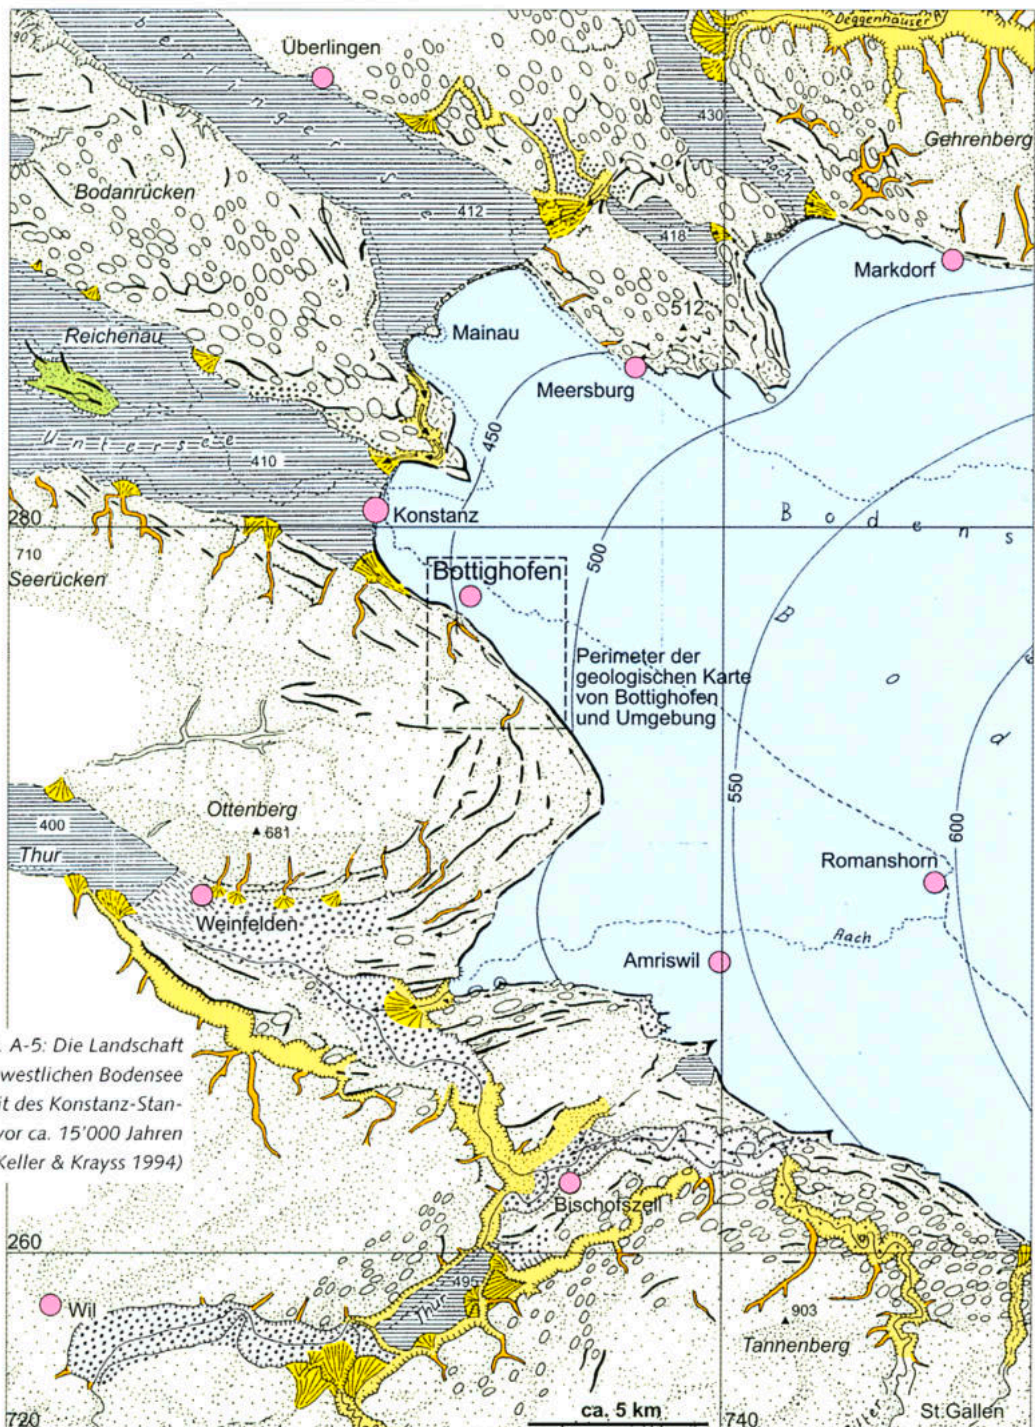 Deggenhäuser
Überlingen
430
Gehrenberg
Aach
Bodanrücken
412
418
Markdorf
512
Reichenau
Mainau
Meersburg
450
Untersee
410
Konstanz
280
Bodens
500
710
Seerücken
Bottighofen
Perimeter der
geologischen Karte
von Bottighofen
und Umgebung
B o d
550
Ottenberg
681
400
Thur
600
Romanshorn
Weinfelden
Aach
Amriswil
. A-5: Die Landschaft
westlichen Bodensee
it des Konstanz-Stan-
vor ca. 15'000 Jahren
Keller & Krayss 1994)
Bischofszell
260
495
Thur
Wil
903
Tannenberg
ca. 5 km
720
740
St.Gallen